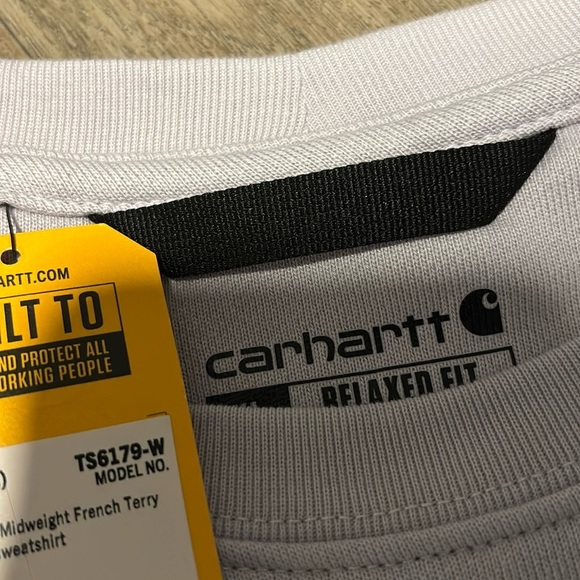 ARTT.COM
LT TO
ND PROTECT ALL
ORKING PEOPLE
TS6179-W
MODEL NO.
Midweight French Terry
weatshirt
carhartt
RELAXED FIT